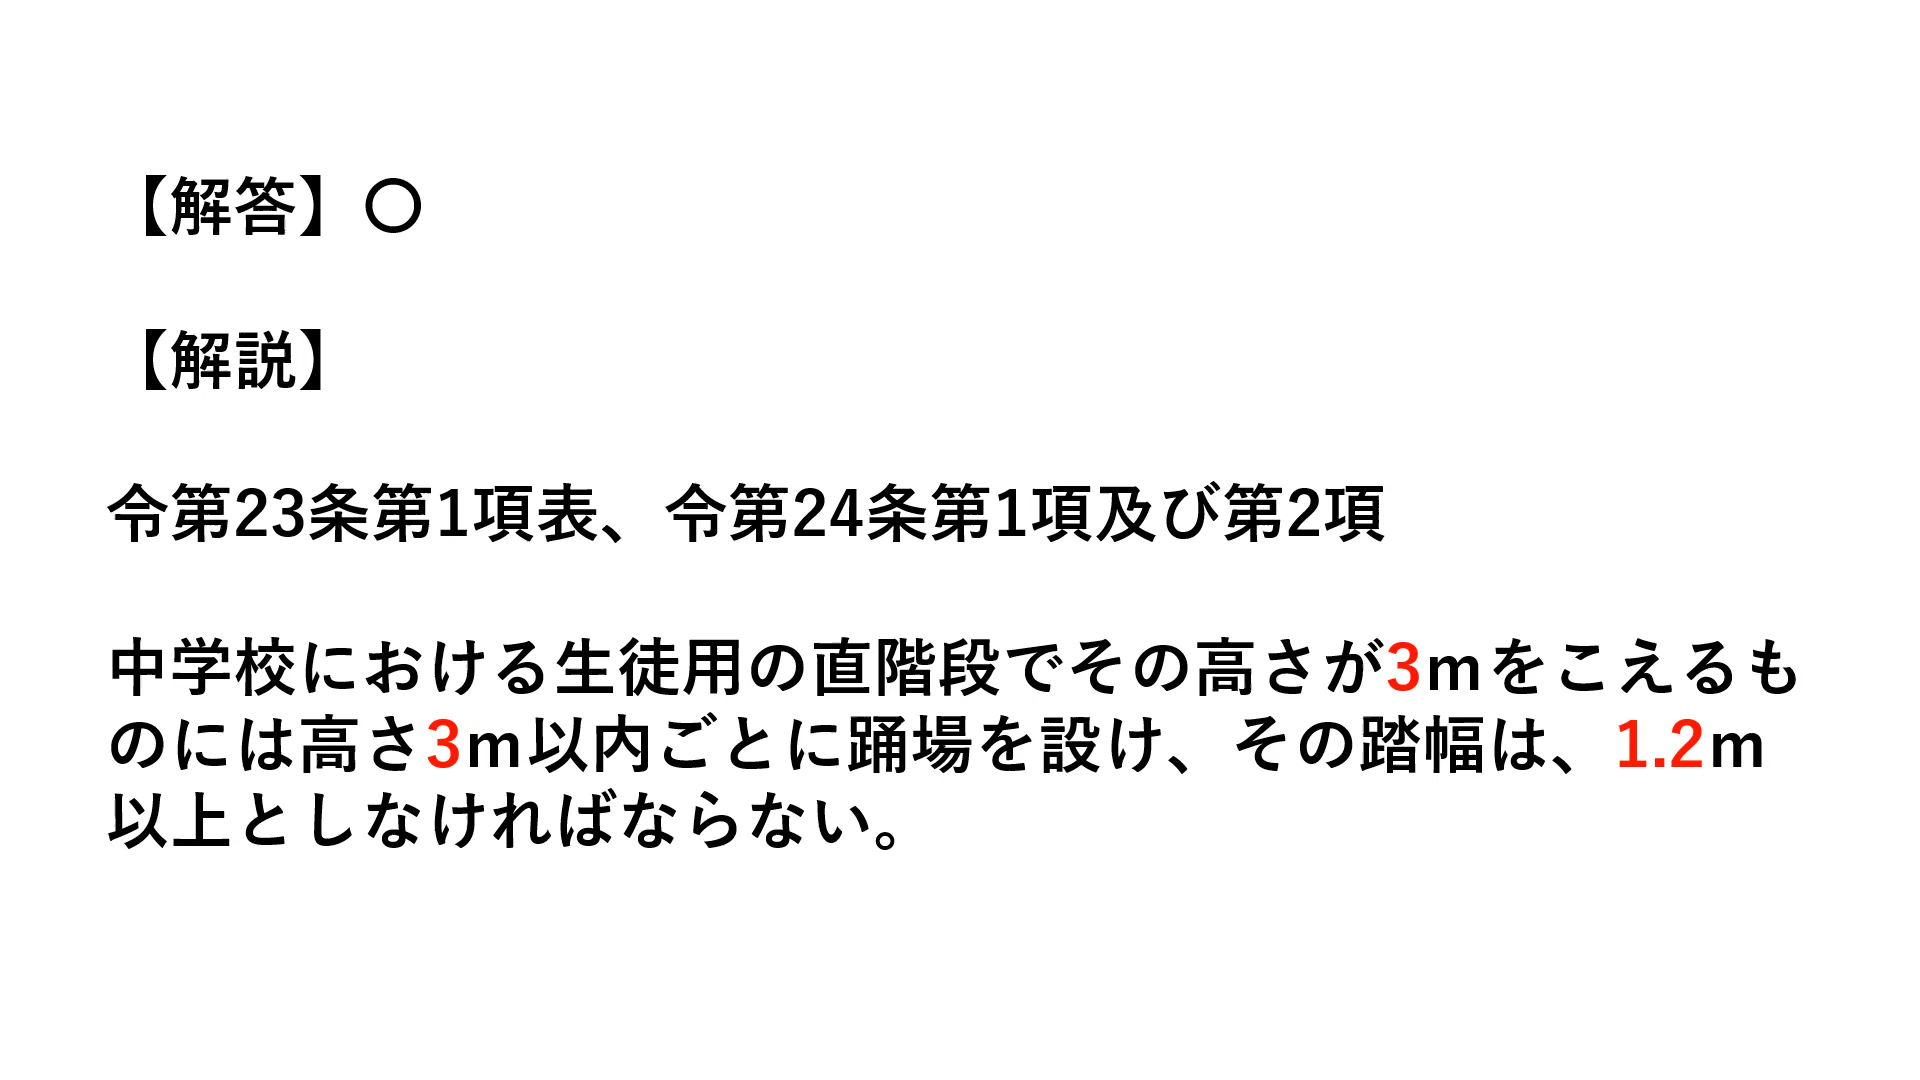 【解答】〇
【解説】
令第23条第1項表、令第24条第1項及び第2項
中学校における生徒用の直階段でその高さが3ｍをこえるも
のには高さ3ｍ以内ごとに踊場を設け、その踏幅は、1.2ｍ
以上としなければならない。